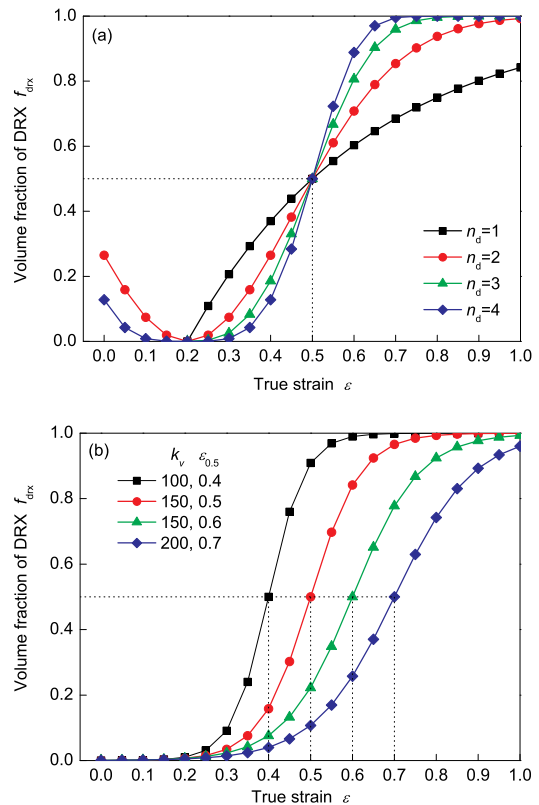 (a)
Volume fraction of DRX f_drx
1.0
0.8
0.6
0.4
0.2
0.0
n_d=1
n_d=2
n_d=3
n_d=4
0.0 0.1 0.2 0.3 0.4 0.5 0.6 0.7 0.8 0.9 1.0
True strain ε
(b)
Volume fraction of DRX f_drx
1.0
0.8
0.6
0.4
0.2
0.0
k_v ε_0.5
100, 0.4
150, 0.5
150, 0.6
200, 0.7
0.0 0.1 0.2 0.3 0.4 0.5 0.6 0.7 0.8 0.9 1.0
True strain ε